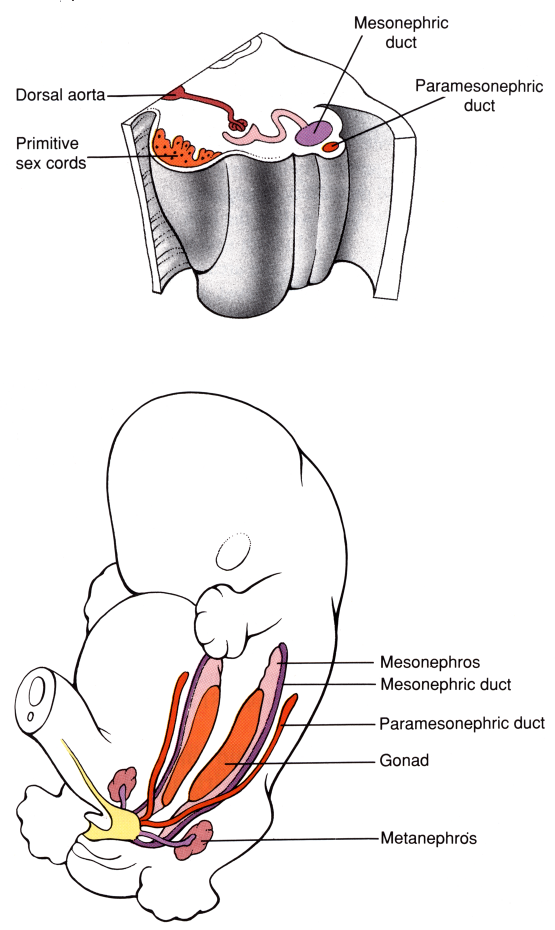 Mesonephric
duct
Dorsal aorta
Paramesonephric
duct
Primitive
sex cords
Mesonephros
Mesonephric duct
Paramesonephric duct
Gonad
Metanephros